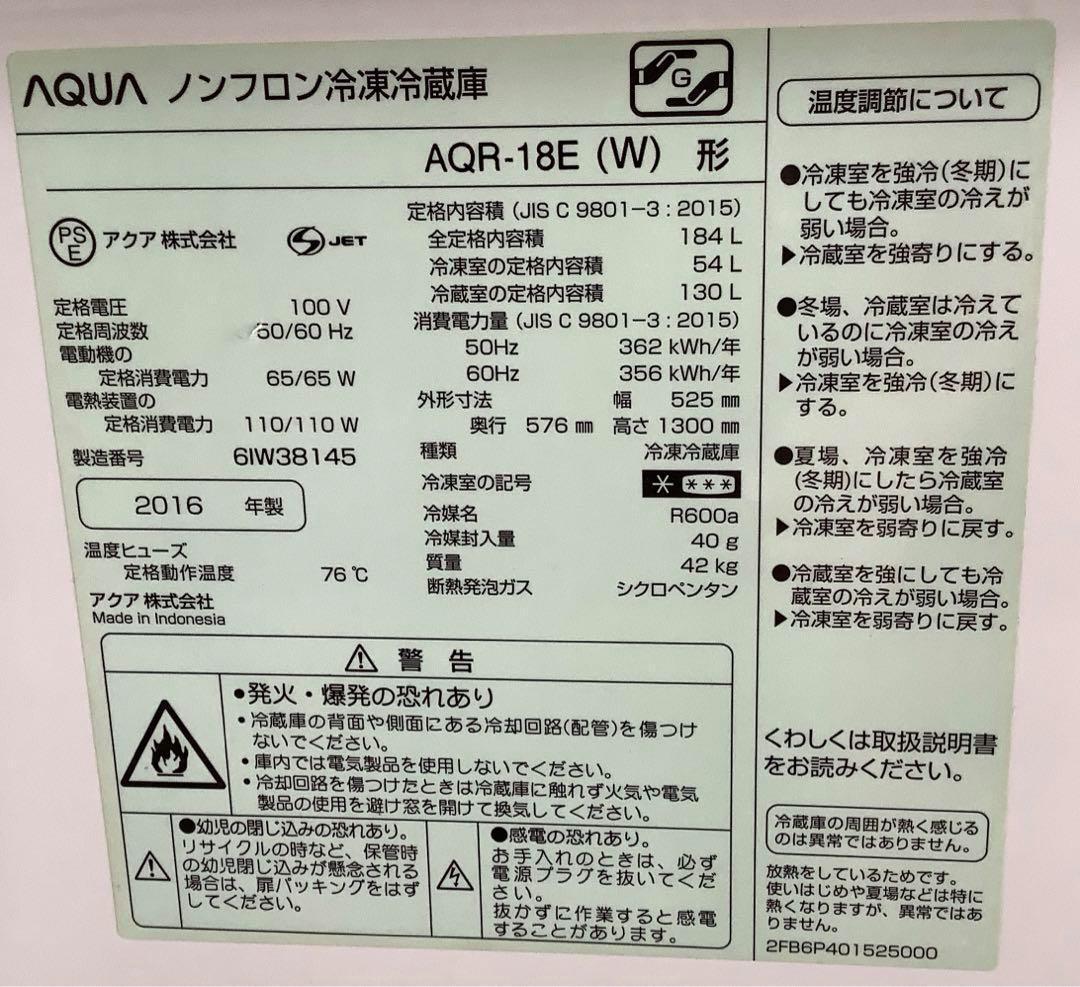 AQUA ノンフロン冷凍冷蔵庫
G
AQR-18E (W) 形
PS
E
アクア 株式会社
S JET
定格電圧 100 V
定格周波数 50/60 Hz
電動機の
定格消費電力 65/65 W
電熱装置の
定格消費電力 110/110 W
製造番号 6IW38145
2016 年製
温度ヒューズ
定格動作温度 76℃
アクア 株式会社
Made in Indonesia
定格内容積 (JIS C 9801-3 : 2015)
全定格内容積 184 L
冷凍室の定格内容積 54 L
冷蔵室の定格内容積 130 L
消費電力量 (JIS C 9801-3 : 2015)
50Hz 362 kWh/年
60Hz 356 kWh/年
外形寸法 幅 525 mm
奥行 576 mm 高さ 1300 mm
種類 冷凍冷蔵庫
冷凍室の記号 * ***
冷媒名 R600a
冷媒封入量 40 g
質量 42 kg
断熱発泡ガス シクロペンタン
警告
●発火・爆発の恐れあり
・冷蔵庫の背面や側面にある冷却回路(配管)を傷つけ
ないでください。
・庫内では電気製品を使用しないでください。
・冷却回路を傷つけたときは冷蔵庫に触れず火気や電気
製品の使用を避け窓を開けて換気してください。
●幼児の閉じ込みの恐れあり。
リサイクルの時など、保管時
の幼児閉じ込みが懸念される
場合は、扉パッキングをはず
してください。
●感電の恐れあり。
お手入れのときは、必ず
電源プラグを抜いてくだ
さい。
抜かずに作業すると感電
することがあります。
温度調節について
●冷凍室を強冷(冬期)に
しても冷凍室の冷えが
弱い場合。
▶冷蔵室を強寄りにする。
●冬場、冷蔵室は冷えて
いるのに冷凍室の冷え
が弱い場合。
▶冷凍室を強冷(冬期)に
する。
●夏場、冷凍室を強冷
(冬期)にしたら冷蔵室
の冷えが弱い場合。
▶冷凍室を弱寄りに戻す。
●冷蔵室を強にしても冷
蔵室の冷えが弱い場合。
▶冷凍室を弱寄りに戻す。
くわしくは取扱説明書
をお読みください。
冷蔵庫の周囲が熱く感じる
のは異常ではありません。
放熱をしているためです。
使いはじめや夏場などは特に
熱くなりますが、異常ではあ
りません。
2FB6P401525000